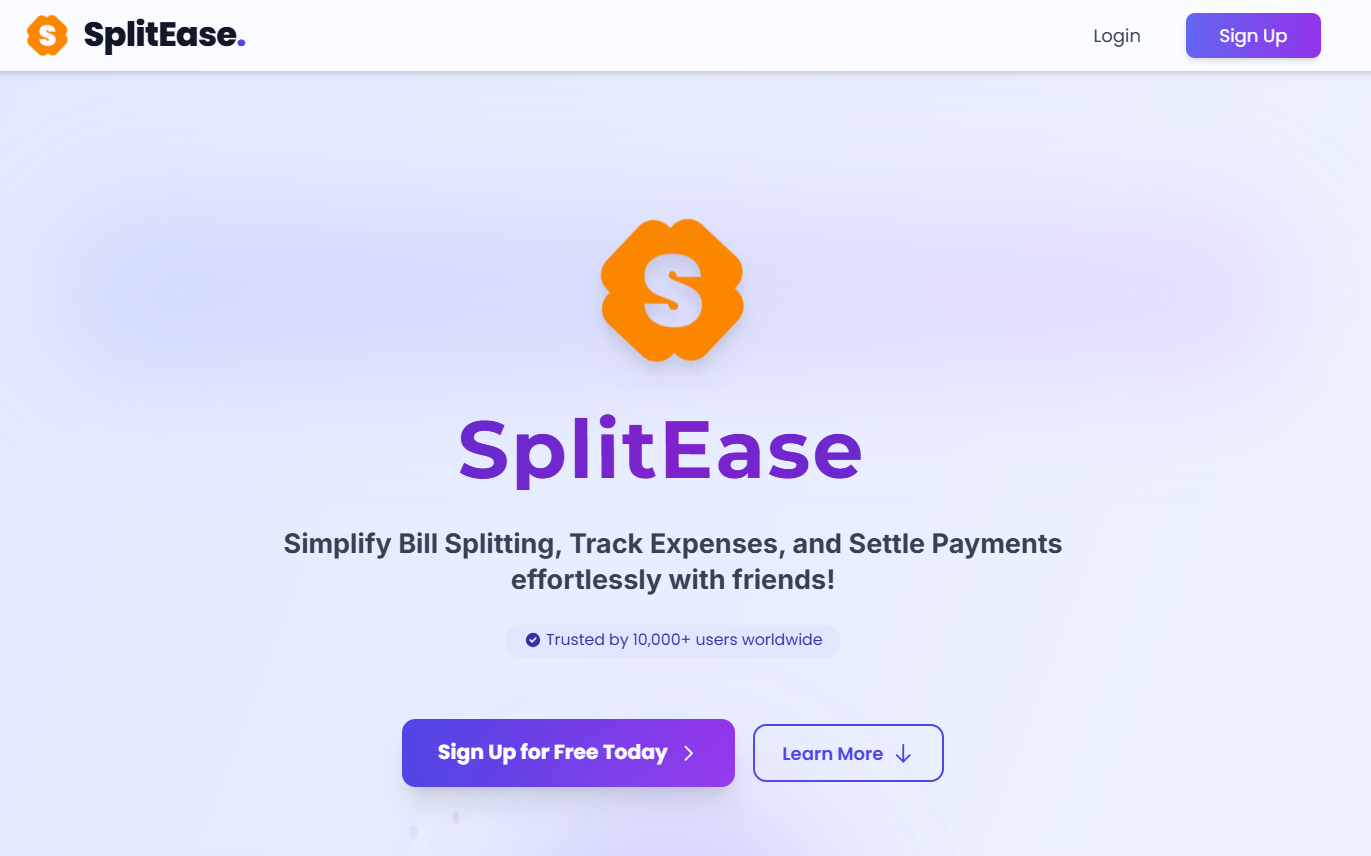 S SplitEase.
Login
Sign Up
S
SplitEase
Simplify Bill Splitting, Track Expenses, and Settle Payments
effortlessly with friends!
Trusted by 10,000+ users worldwide
Sign Up for Free Today
Learn More